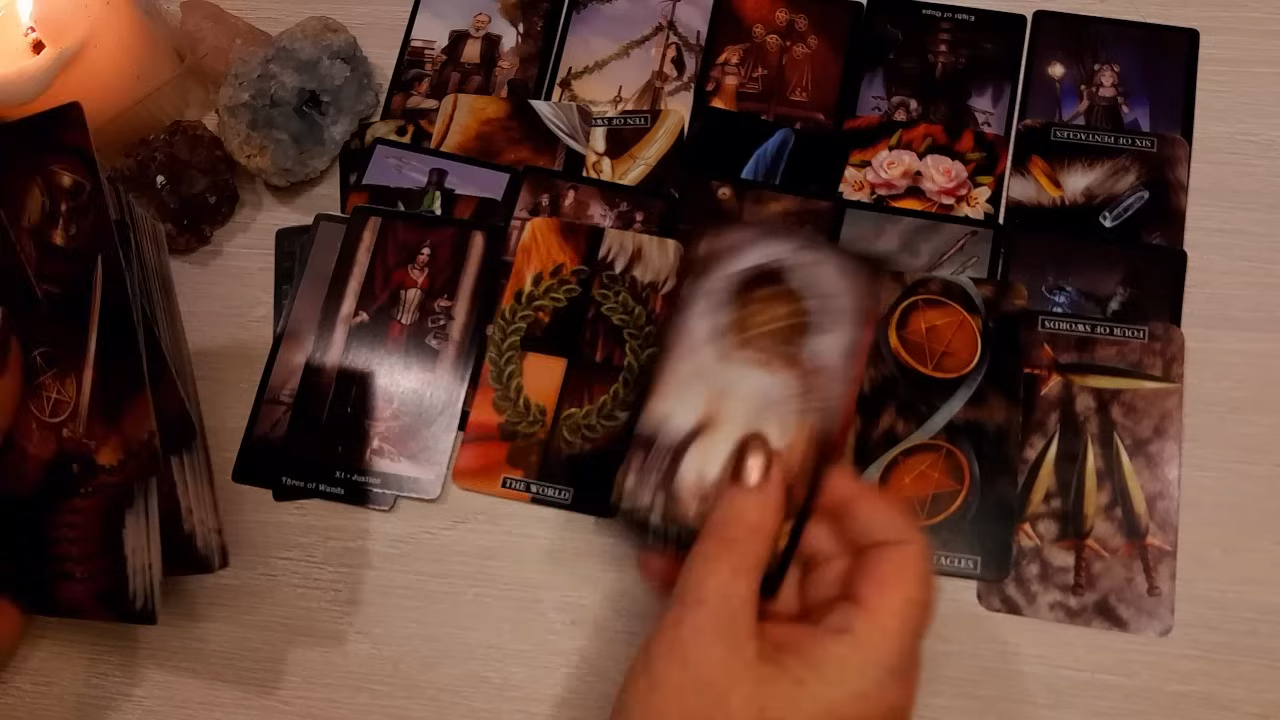 Eight of Cups
TEN OF SWO
SIX OF PENTACLES
FOUR OF SWORDS
XI • Justice
Three of Wands
THE WORLD
TACLES